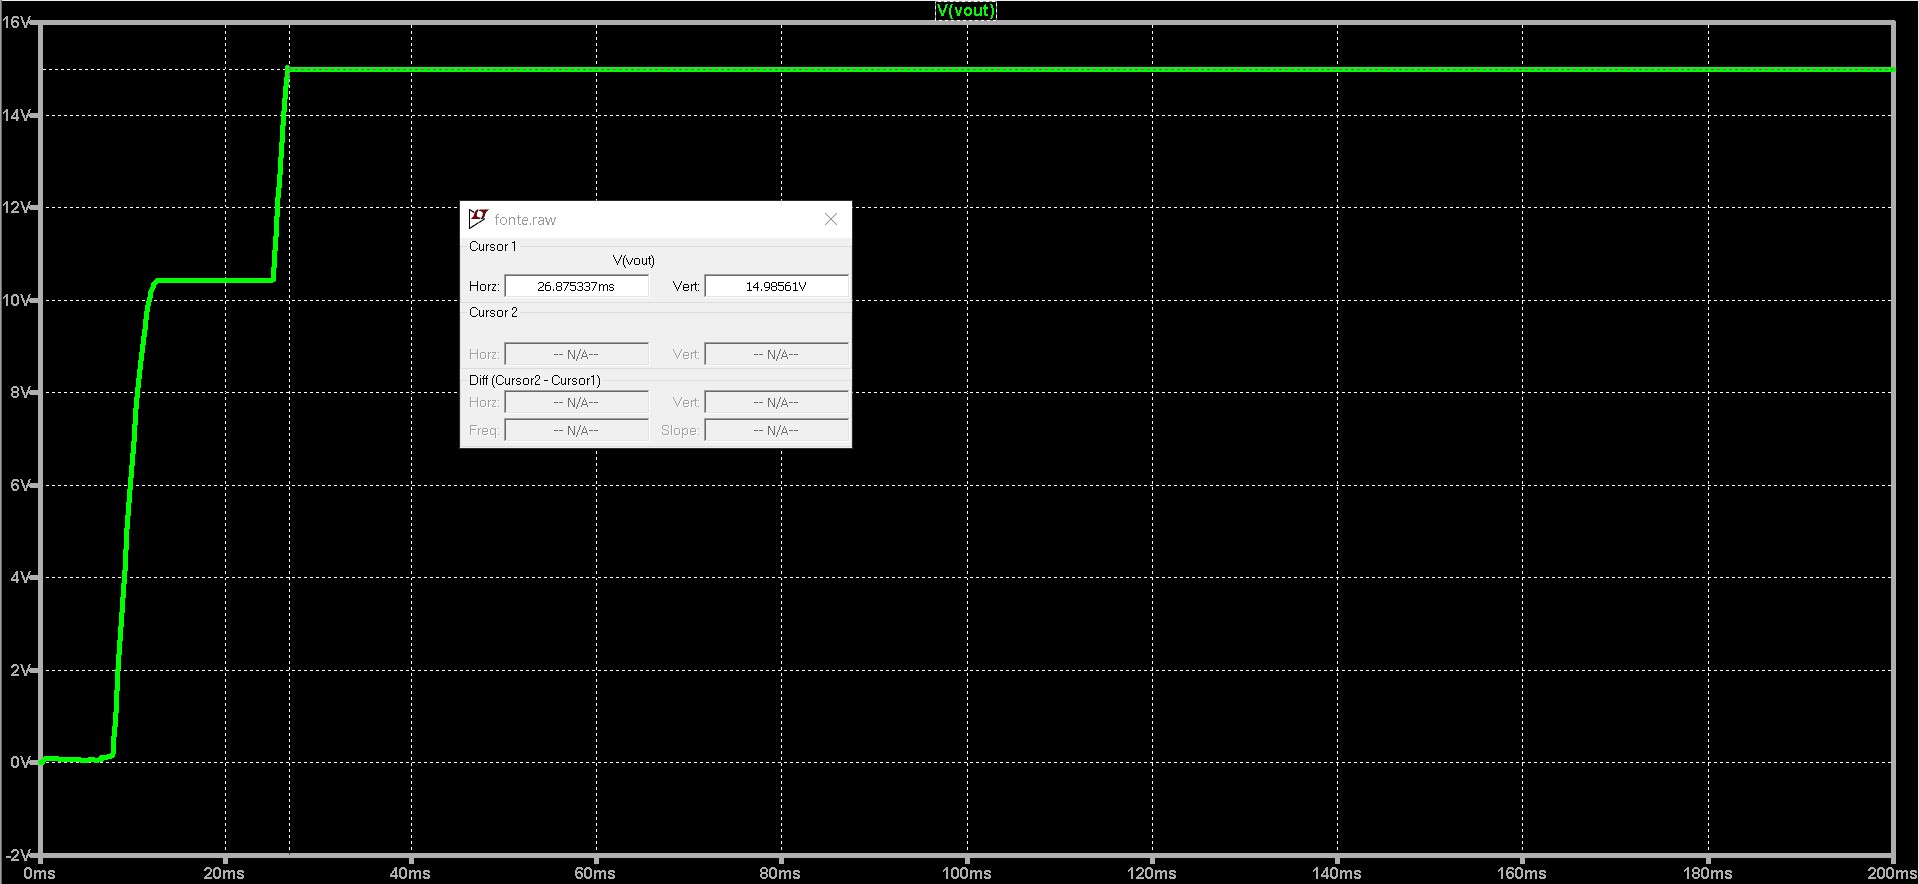 V(vout)
16V
14V
12V
10V
8V
6V
4V
2V
0V
-2V
fonte.raw
Cursor 1
V(vout)
Horz: 26.875337ms Vert: 14.98561V
Cursor 2
Horz: -- N/A-- Vert: -- N/A--
Diff (Cursor2 - Cursor1)
Horz: -- N/A-- Vert: -- N/A--
Freq: -- N/A-- Slope: -- N/A--
0ms 20ms 40ms 60ms 80ms 100ms 120ms 140ms 160ms 180ms 200ms